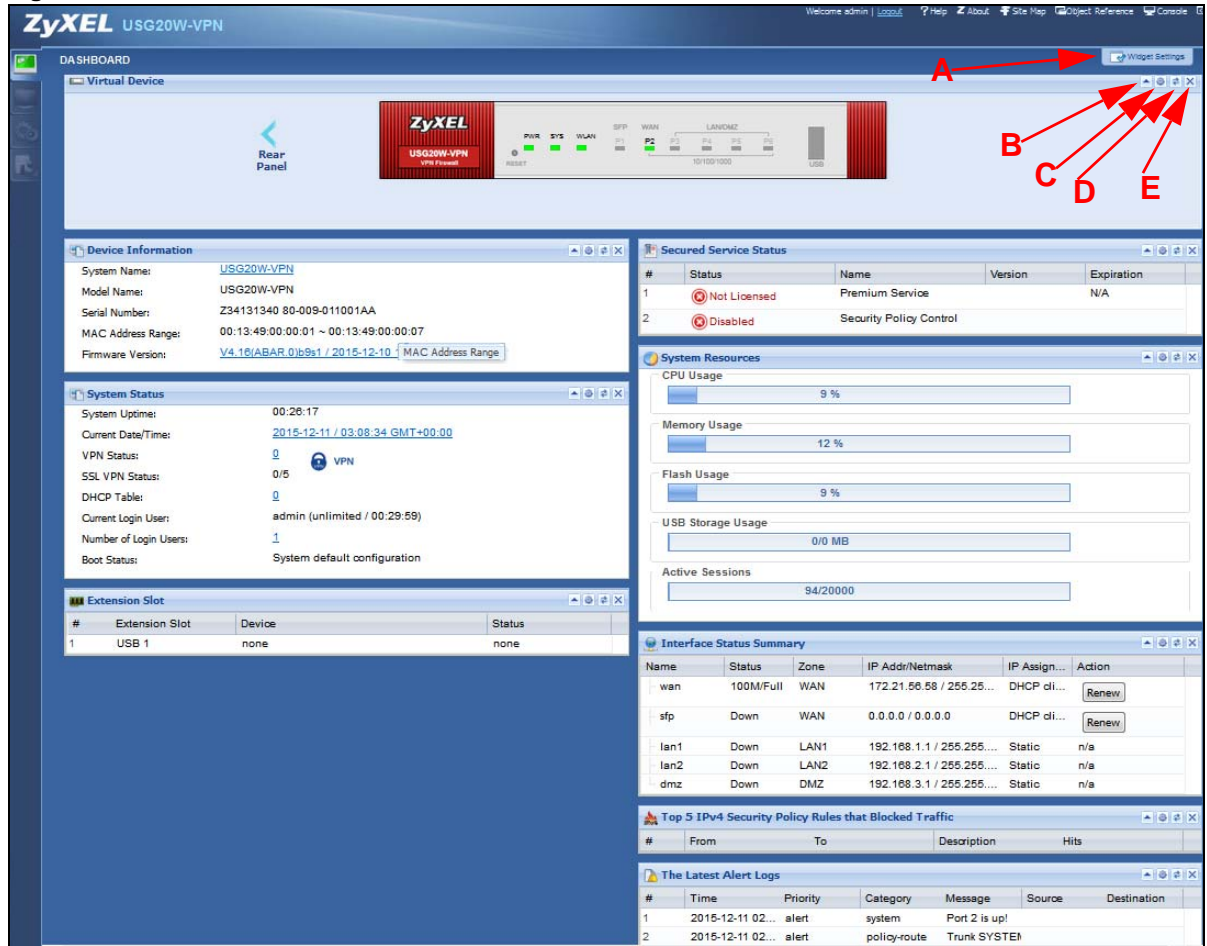 ZyXEL USG20W-VPN
Welcome admin | Logout ?Help Z About Site Map Object Reference Console
DASHBOARD
Widget Settings
A
Virtual Device
B
C
D
E
Rear
Panel
ZyXEL
USG20W-VPN
VPN Firewall
PWR SYS WLAN
RESET
SFP WAN LAN/DMZ
P1 P2 P3 P4 P5 P6
10/100/1000
USB
Device Information
System Name: USG20W-VPN
Model Name: USG20W-VPN
Serial Number: Z34131340 80-009-011001AA
MAC Address Range: 00:13:49:00:00:01 ~ 00:13:49:00:00:07
Firmware Version: V4.16(ABAR.0)b9s1 / 2015-12-10
MAC Address Range
System Status
System Uptime: 00:26:17
Current Date/Time: 2015-12-11 / 03:08:34 GMT+00:00
VPN Status: 0 VPN
SSL VPN Status: 0/5
DHCP Table: 0
Current Login User: admin (unlimited / 00:29:59)
Number of Login Users: 1
Boot Status: System default configuration
Extension Slot
# Extension Slot Device Status
1 USB 1 none none
Secured Service Status
# Status Name Version Expiration
1 Not Licensed Premium Service N/A
2 Disabled Security Policy Control
System Resources
CPU Usage
9 %
Memory Usage
12 %
Flash Usage
9 %
USB Storage Usage
0/0 MB
Active Sessions
94/20000
Interface Status Summary
Name Status Zone IP Addr/Netmask IP Assign... Action
wan 100M/Full WAN 172.21.56.58 / 255.25... DHCP cli... Renew
sfp Down WAN 0.0.0.0 / 0.0.0.0 DHCP cli... Renew
lan1 Down LAN1 192.168.1.1 / 255.255.... Static n/a
lan2 Down LAN2 192.168.2.1 / 255.255.... Static n/a
dmz Down DMZ 192.168.3.1 / 255.255.... Static n/a
Top 5 IPv4 Security Policy Rules that Blocked Traffic
# From To Description Hits
The Latest Alert Logs
# Time Priority Category Message Source Destination
1 2015-12-11 02... alert system Port 2 is up!
2 2015-12-11 02... alert policy-route Trunk SYSTEM